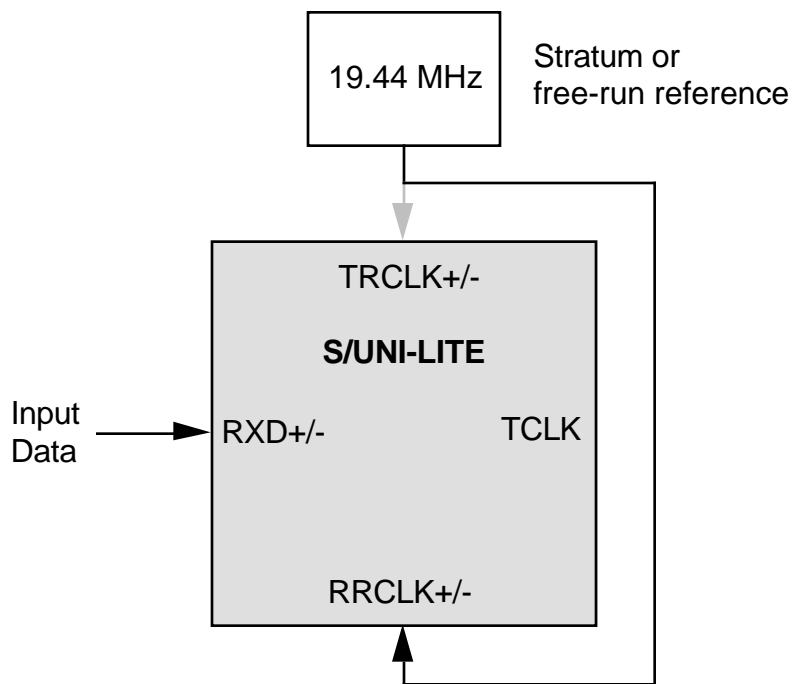 19.44 MHz
Stratum or
free-run reference
TRCLK+/-
S/UNI-LITE
Input
Data
RXD+/-
TCLK
RRCLK+/-